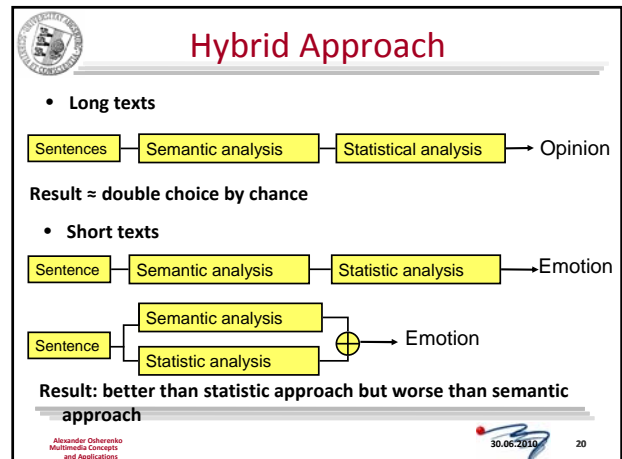 Hybrid Approach
• Long texts
Sentences Semantic analysis Statistical analysis Opinion
Result ≈ double choice by chance
• Short texts
Sentence Semantic analysis Statistic analysis Emotion
Semantic analysis
Sentence Emotion
Statistic analysis
Result: better than statistic approach but worse than semantic
approach
Alexander Osherenko
Multimedia Concepts
and Applications
30.06.2010 20